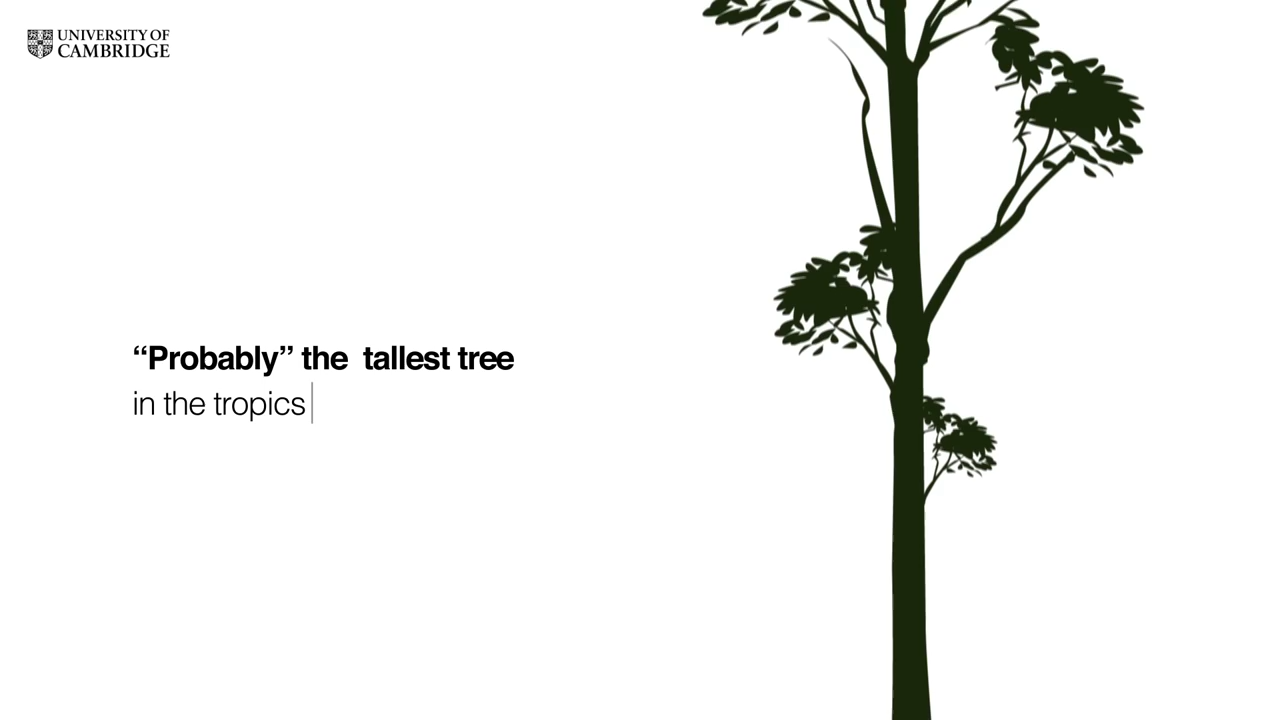 UNIVERSITY OF
CAMBRIDGE
“Probably” the  tallest tree
in the tropics